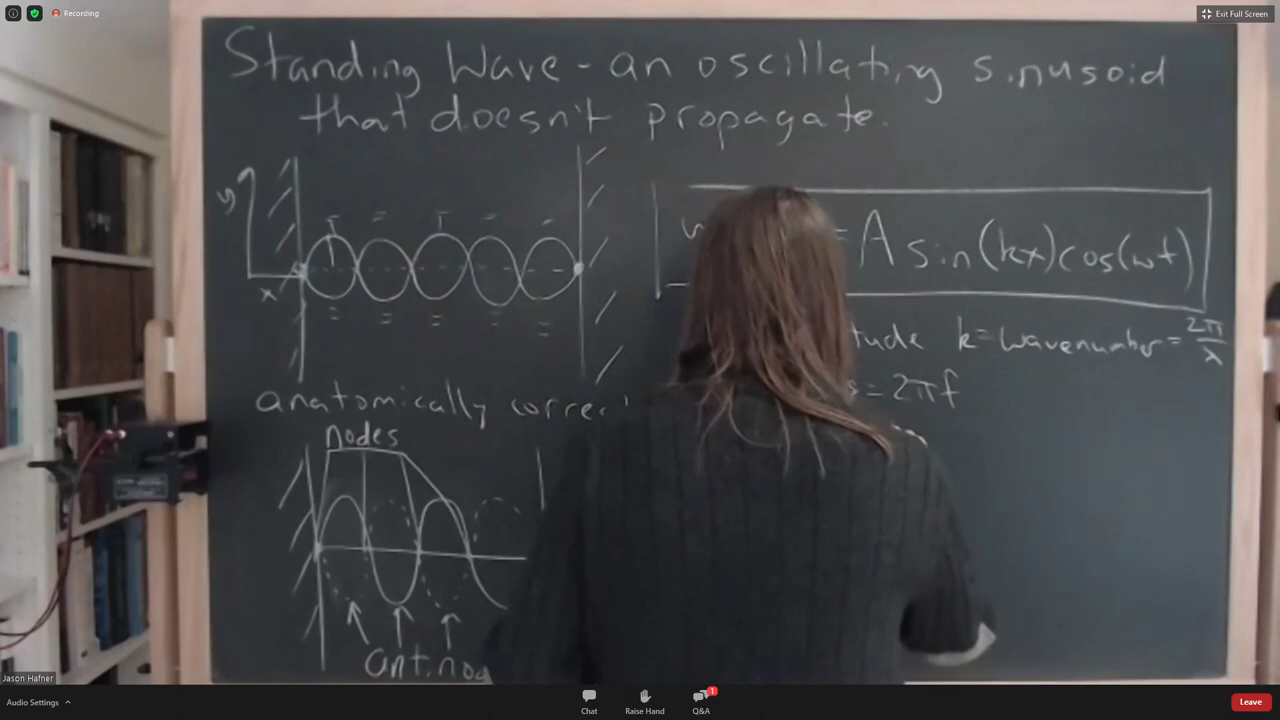 Recording
Exit Full Screen
Standing Wave - an oscillating sinusoid
that doesn't propagate.
y
x
= A sin(kx) cos(ωt)
k = wavenumber = 2π/λ
= 2πf
anatomically
nodes
Jason Hafner
Audio Settings
Chat
Raise Hand
Q&A
1
Leave